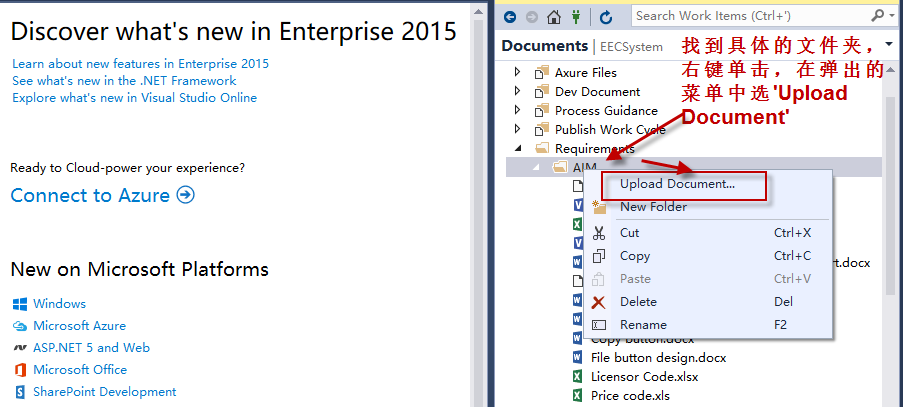 Discover what's new in Enterprise 2015
Learn about new features in Enterprise 2015
See what's new in the .NET Framework
Explore what's new in Visual Studio Online
Ready to Cloud-power your experience?
Connect to Azure
New on Microsoft Platforms
Windows
Microsoft Azure
ASP.NET 5 and Web
Microsoft Office
SharePoint Development
Search Work Items (Ctrl+')
Documents | EECSystem
找到具体的文件夹，
右键单击，在弹出的
菜单中选'Upload
Document'
Axure Files
Dev Document
Process Guidance
Publish Work Cycle
Requirements
AIM
Upload Document...
New Folder
Cut Ctrl+X
Copy Ctrl+C
Paste Ctrl+V
Delete Del
Rename F2
rt.docx
Copy button.docx
File button design.docx
Licensor Code.xlsx
Price code.xls